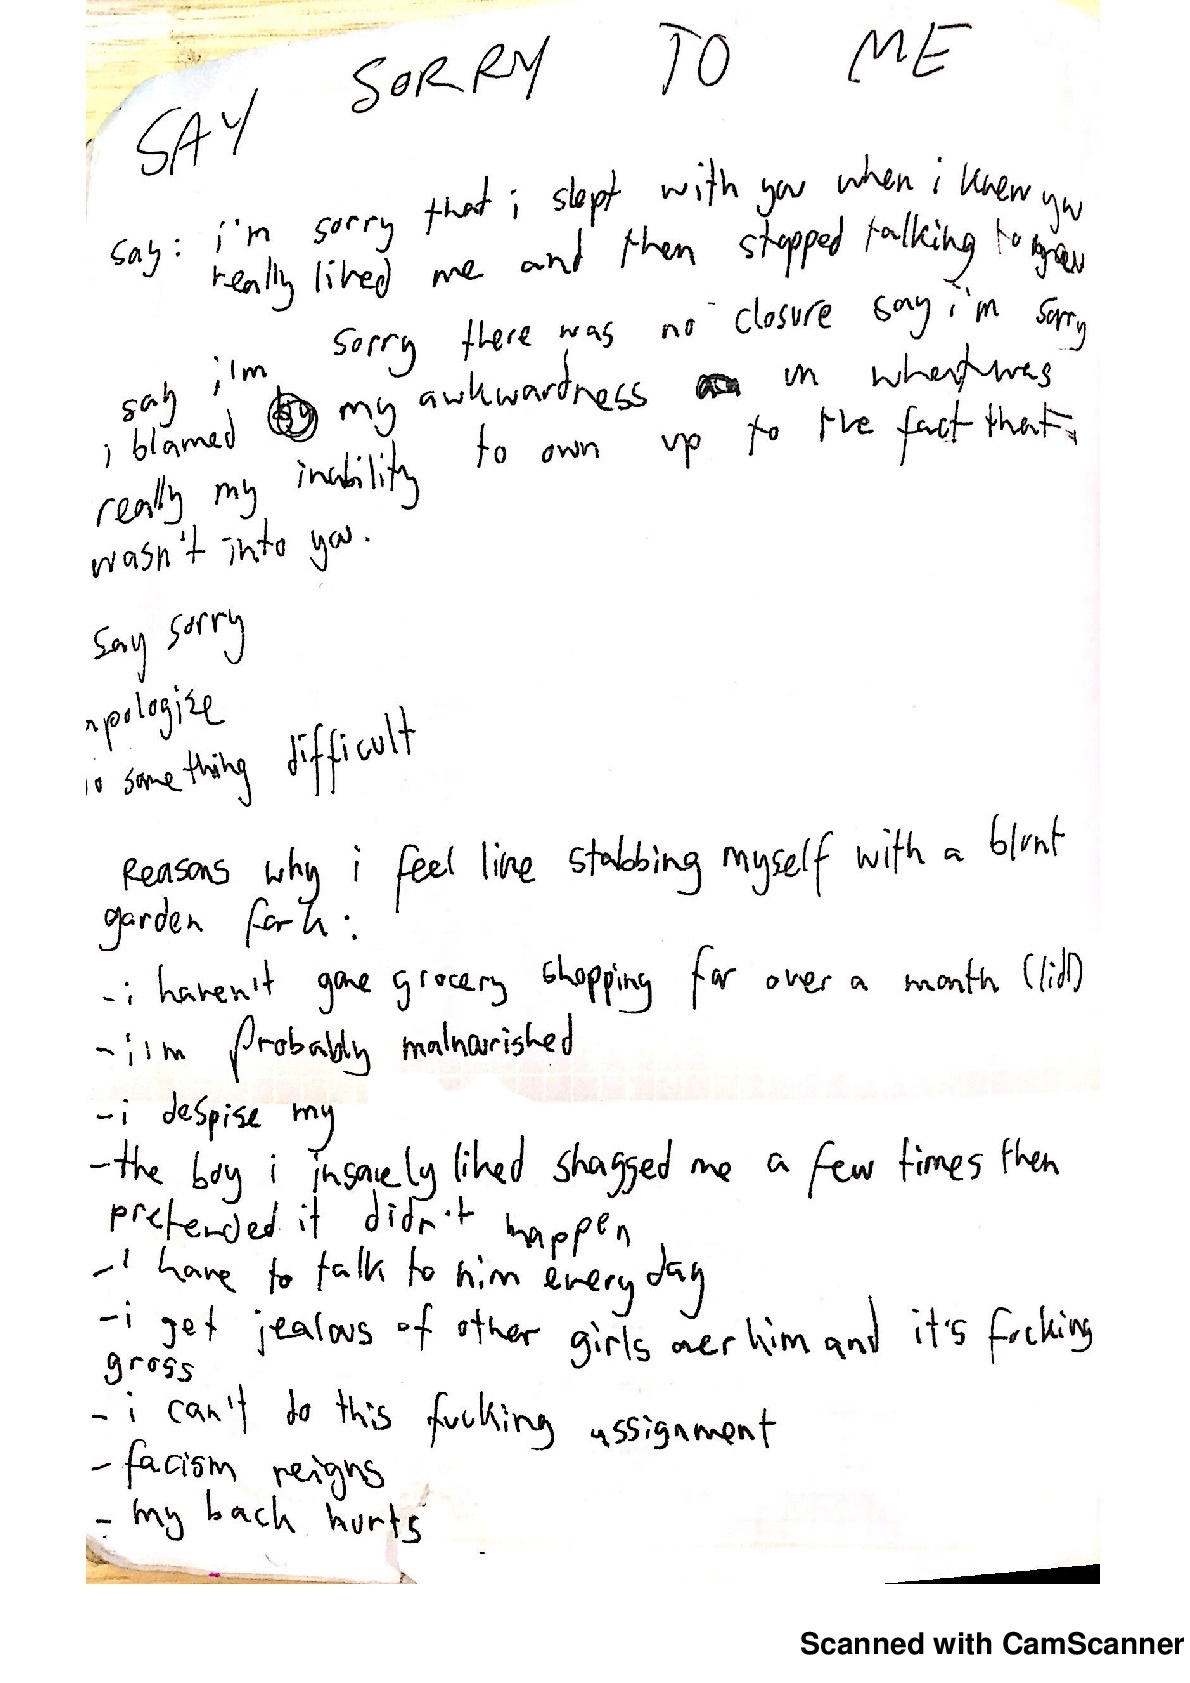 SAY SORRY TO ME
say: i'm sorry that i slept with you when i knew you
really liked me and then stopped talking to
say i'm sorry there was no closure say i'm sorry
i blamed my awkwardness in what was
really my inability to own up to the fact that i
wasn't into you.
Say sorry
apologize
do something difficult
Reasons why i feel like stabbing myself with a blunt
garden fork:
- i haven't gone grocery shopping for over a month (lidl)
- i'm probably malnourished
- i despise my
- the boy i insanely liked shagged me a few times then
pretended it didn't happen
- i have to talk to him every day
- i get jealous of other girls over him and it's fucking
gross
- i can't do this fucking assignment
- facism reigns
- my back hurts
Scanned with CamScanner